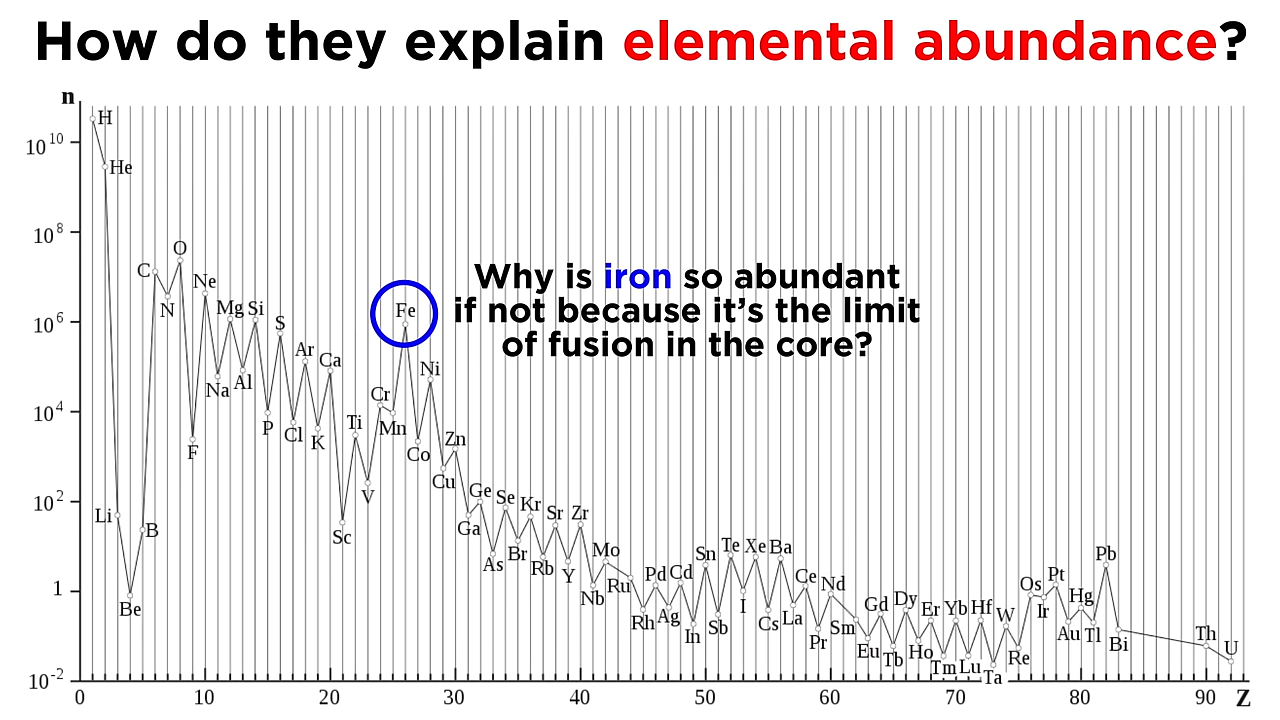 How do they explain elemental abundance?
n
H
10^10
He
10^8
O
C
Ne
N
Mg Si
Fe
Why is iron so abundant
if not because it's the limit
of fusion in the core?
10^6
S
Ar Ca
Ni
Na Al
Cr
10^4
P Cl K
Ti
Mn
Zn
F
Co
Cu
V
10^2
Ge Se Kr Sr Zr
Li B
Sc
Ga
As Br Rb Y
Mo
Sn Te Xe Ba
Pb
1
Be
Nb Ru
Pd Cd
I
Ce Nd
Os Pt
Rh Ag In Sb Cs La Pr Sm
Gd Dy Er Yb Hf W
Ir Hg
Au Tl Bi
Th U
Eu Tb Ho Tm Lu Ta Re
10^-2
0 10 20 30 40 50 60 70 80 90 Z